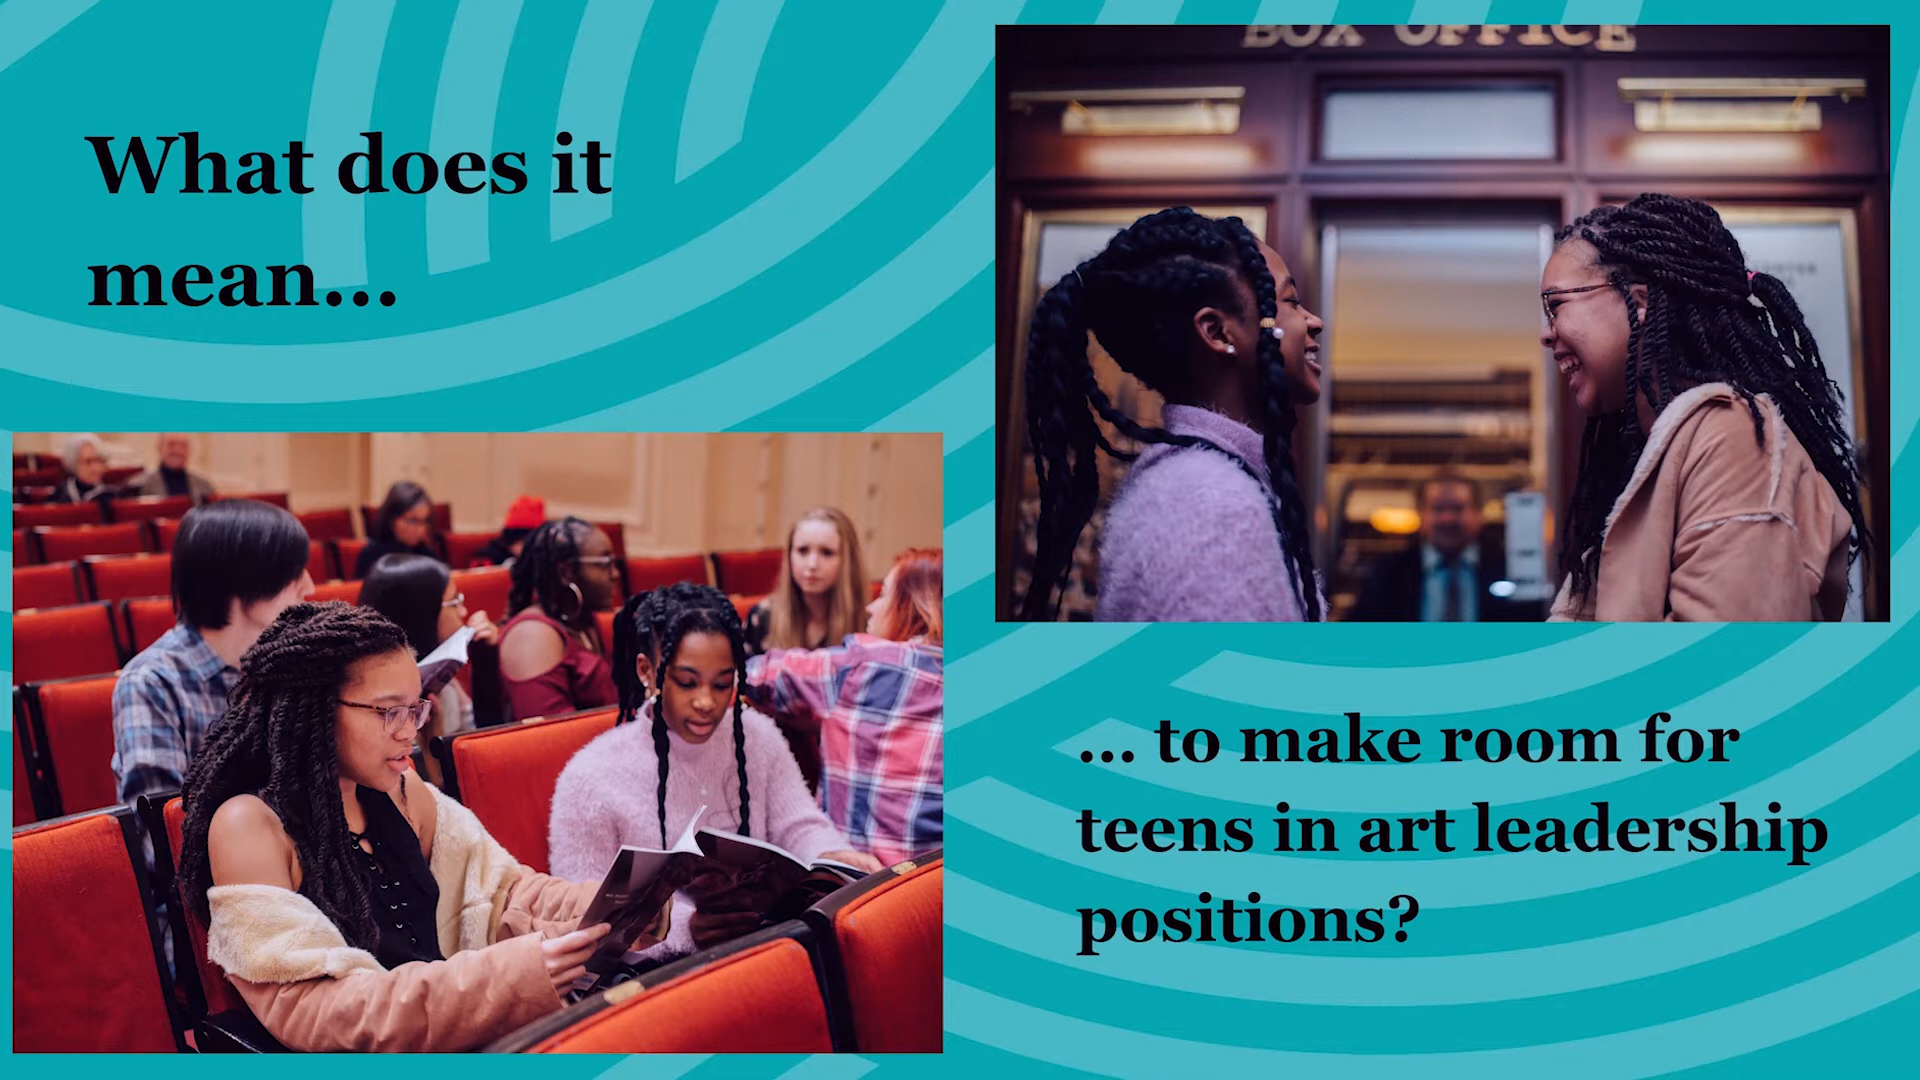 What does it
mean...
BOX OFFICE
... to make room for
teens in art leadership
positions?